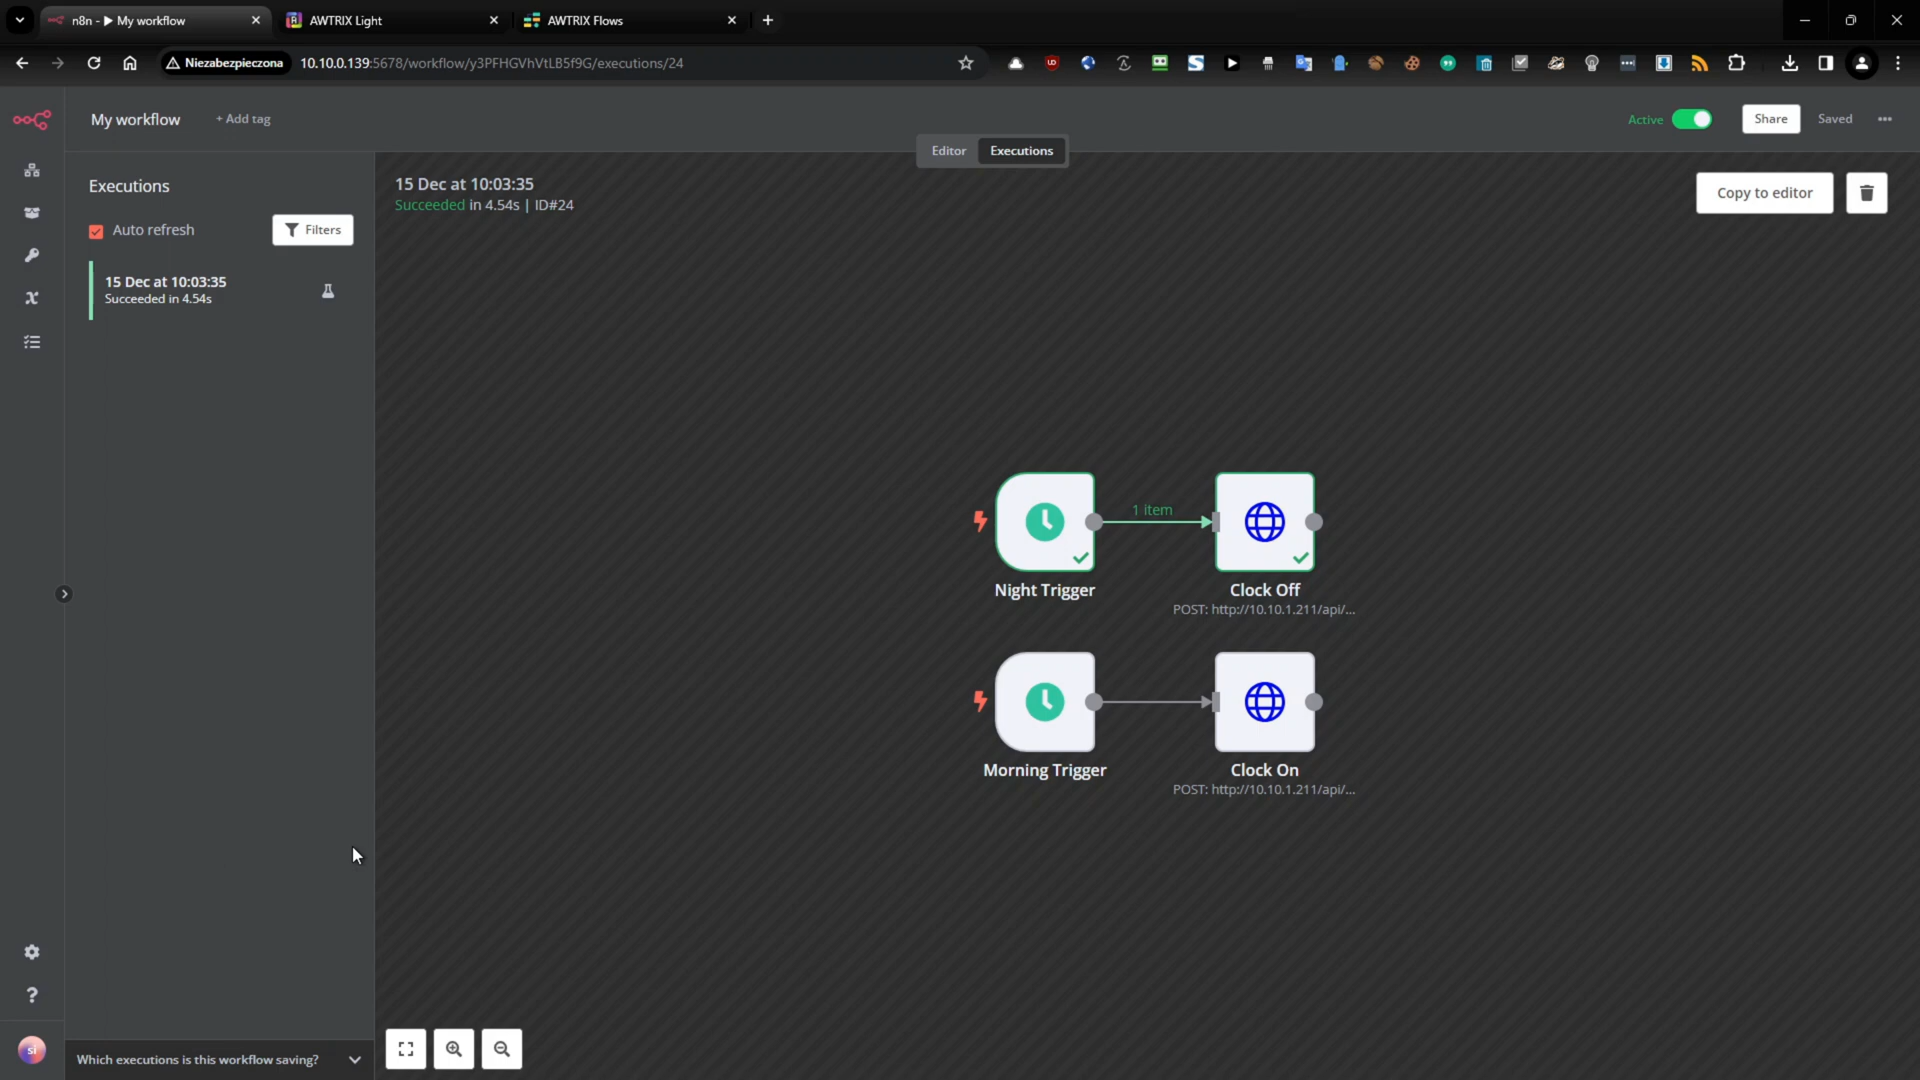 n8n - ▶ My workflow
AWTRIX Light
AWTRIX Flows
Niezabezpieczona
10.10.0.139:5678/workflow/y3PFHGVhVtLB5f9G/executions/24
My workflow
+ Add tag
Active
Share
Saved
Editor
Executions
Executions
15 Dec at 10:03:35
Succeeded in 4.54s | ID#24
Copy to editor
Auto refresh
Filters
15 Dec at 10:03:35
Succeeded in 4.54s
1 item
Night Trigger
Clock Off
POST: http://10.10.1.211/api/...
Morning Trigger
Clock On
POST: http://10.10.1.211/api/...
si
Which executions is this workflow saving?